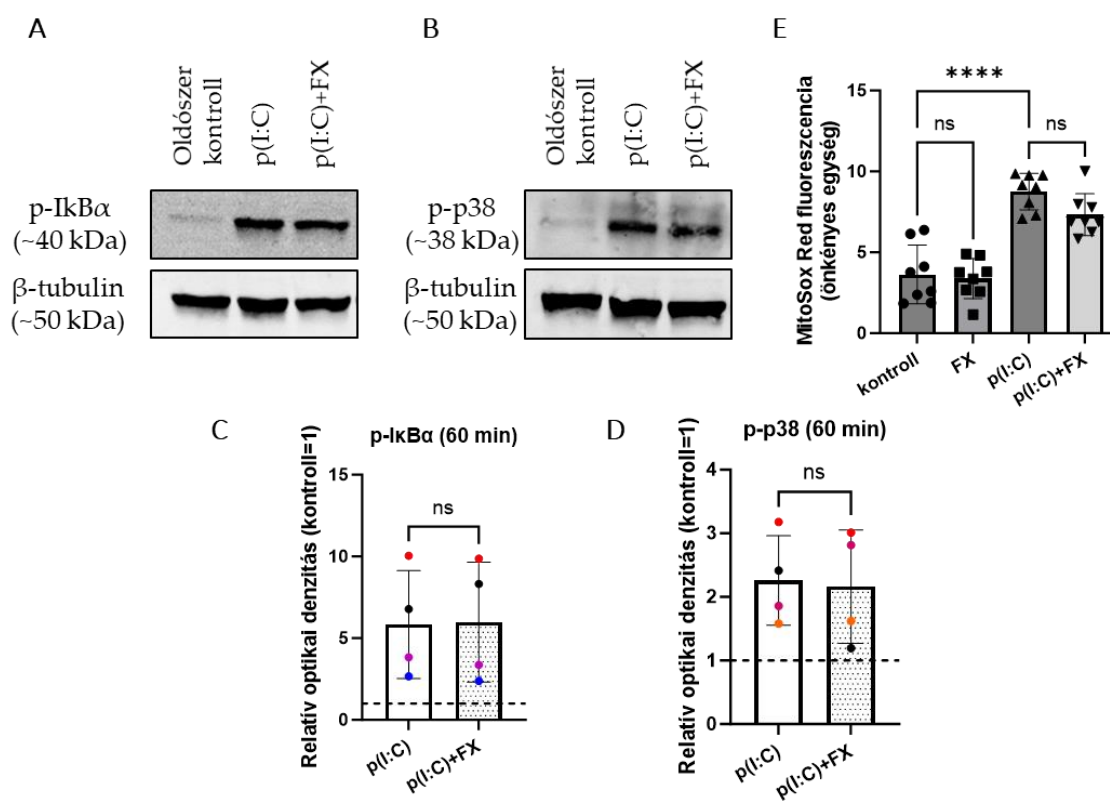 A
Oldószer
kontroll
p(I:C)
p(I:C)+FX
p-IkBα
(~40 kDa)
β-tubulin
(~50 kDa)
B
Oldószer
kontroll
p(I:C)
p(I:C)+FX
p-p38
(~38 kDa)
β-tubulin
(~50 kDa)
E
MitoSox Red fluoreszcencia
(önkényes egység)
15
10
5
0
****
ns
ns
kontroll
FX
p(I:C)
p(I:C)+FX
C
p-IκBα (60 min)
Relatív optikai denzitás (kontroll=1)
15
10
5
0
ns
p(I:C)
p(I:C)+FX
D
p-p38 (60 min)
Relatív optikai denzitás (kontroll=1)
4
3
2
1
0
ns
p(I:C)
p(I:C)+FX